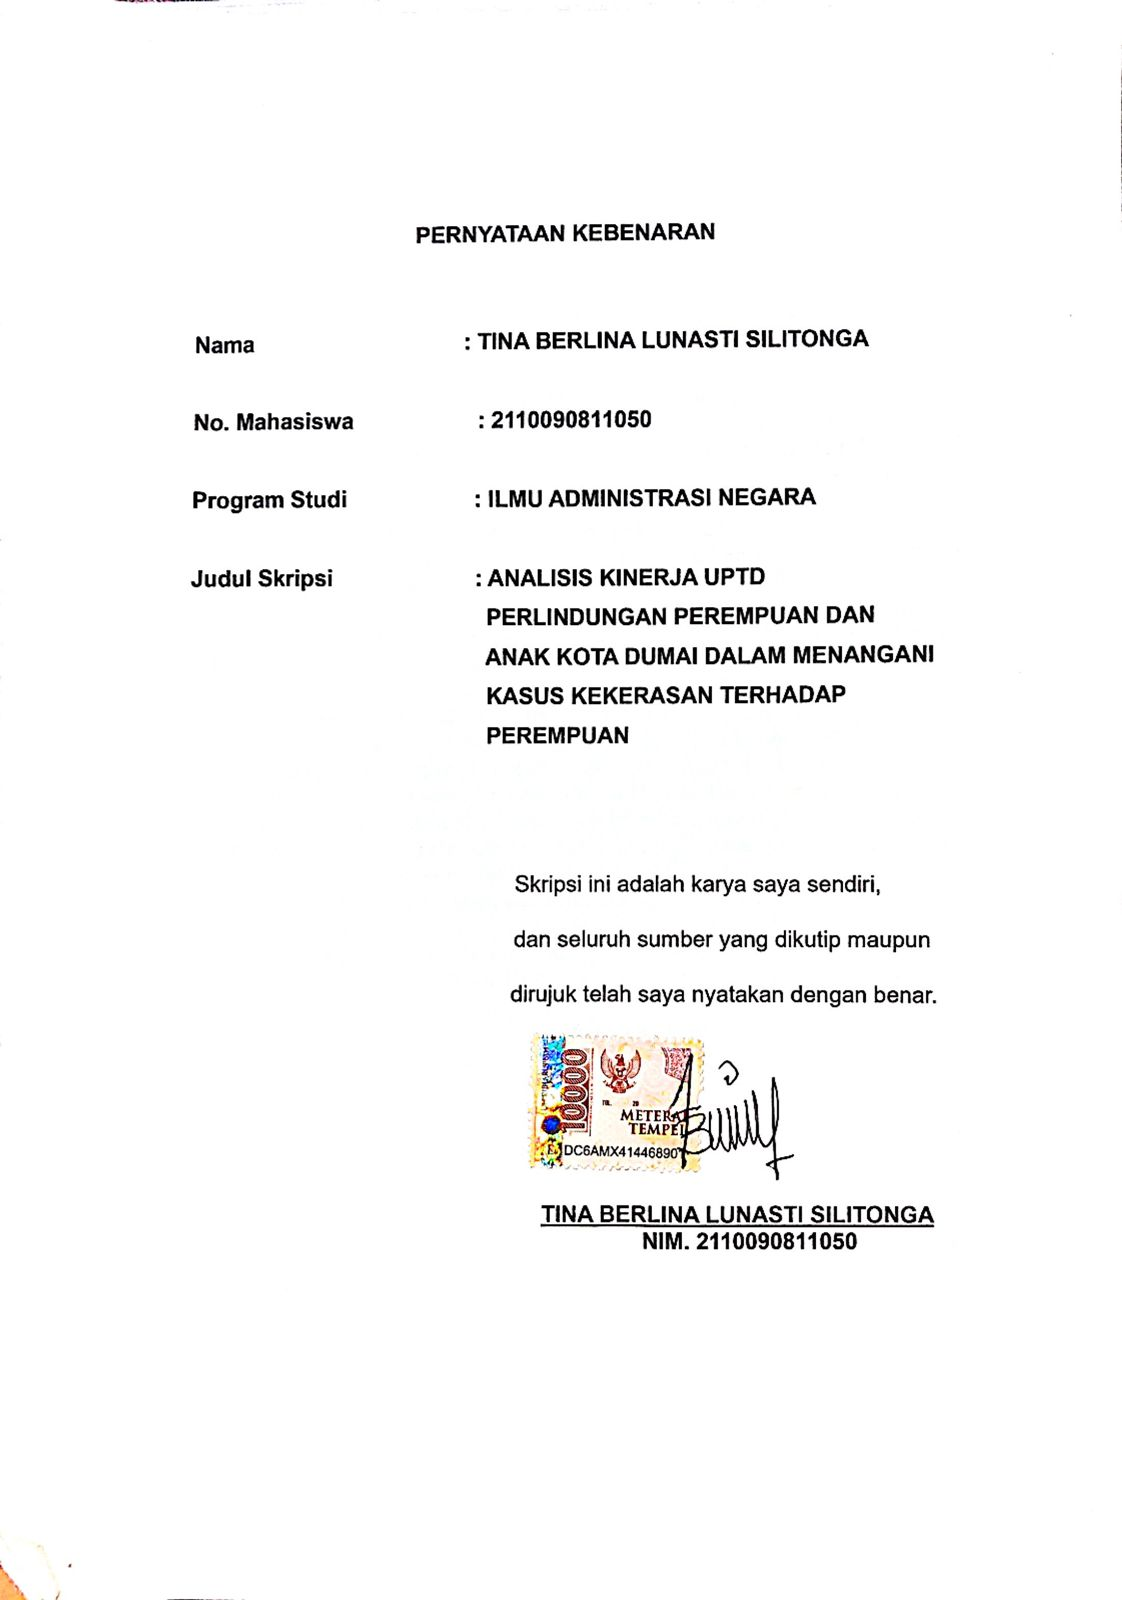 PERNYATAAN KEBENARAN
Nama : TINA BERLINA LUNASTI SILITONGA
No. Mahasiswa : 2110090811050
Program Studi : ILMU ADMINISTRASI NEGARA
Judul Skripsi : ANALISIS KINERJA UPTD
PERLINDUNGAN PEREMPUAN DAN
ANAK KOTA DUMAI DALAM MENANGANI
KASUS KEKERASAN TERHADAP
PEREMPUAN
Skripsi ini adalah karya saya sendiri,
dan seluruh sumber yang dikutip maupun
dirujuk telah saya nyatakan dengan benar.
10000
TGL. 20
METERAI
TEMPEL
DC6AMX41446890
TINA BERLINA LUNASTI SILITONGA
NIM. 2110090811050